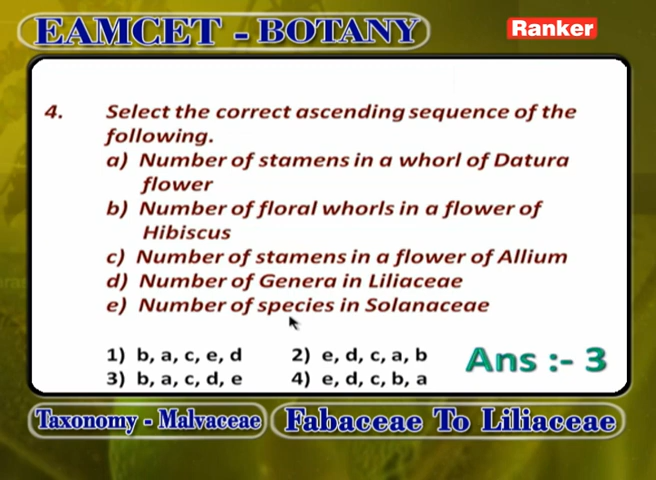 EAMCET - BOTANY
Ranker
4. Select the correct ascending sequence of the
following.
a) Number of stamens in a whorl of Datura
flower
b) Number of floral whorls in a flower of
Hibiscus
c) Number of stamens in a flower of Allium
d) Number of Genera in Liliaceae
e) Number of species in Solanaceae
1) b, a, c, e, d 2) e, d, c, a, b
3) b, a, c, d, e 4) e, d, c, b, a
Ans :- 3
Taxonomy - Malvaceae
Fabaceae To Liliaceae